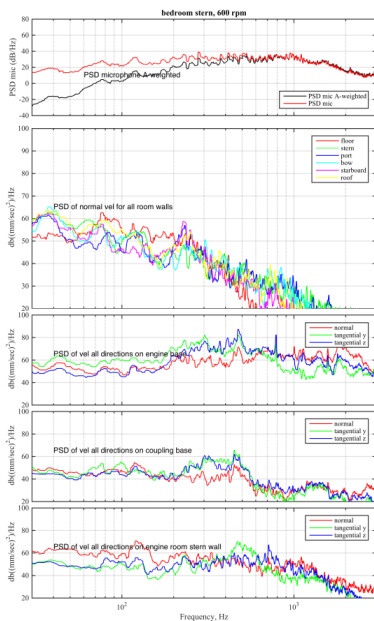 bedroom stern, 600 rpm
80
60
40
20
0
-20
-40
PSD mic (dB/Hz)
PSD microphone A-weighted
PSD mic A-weighted
PSD mic
100
90
80
70
60
50
40
30
20
db((mm/sec)²)/Hz
PSD of normal vel for all room walls
floor
stern
port
bow
starboard
roof
100
80
60
40
20
db((mm/sec)²)/Hz
PSD of vel all directions on engine base
normal
tangential y
tangential z
100
80
60
40
20
db((mm/sec)²)/Hz
PSD of vel all directions on coupling base
normal
tangential y
tangential z
100
80
60
40
20
db((mm/sec)²)/Hz
PSD of vel all directions on engine room stern wall
normal
tangential y
tangential z
10² 10³
Frequency, Hz